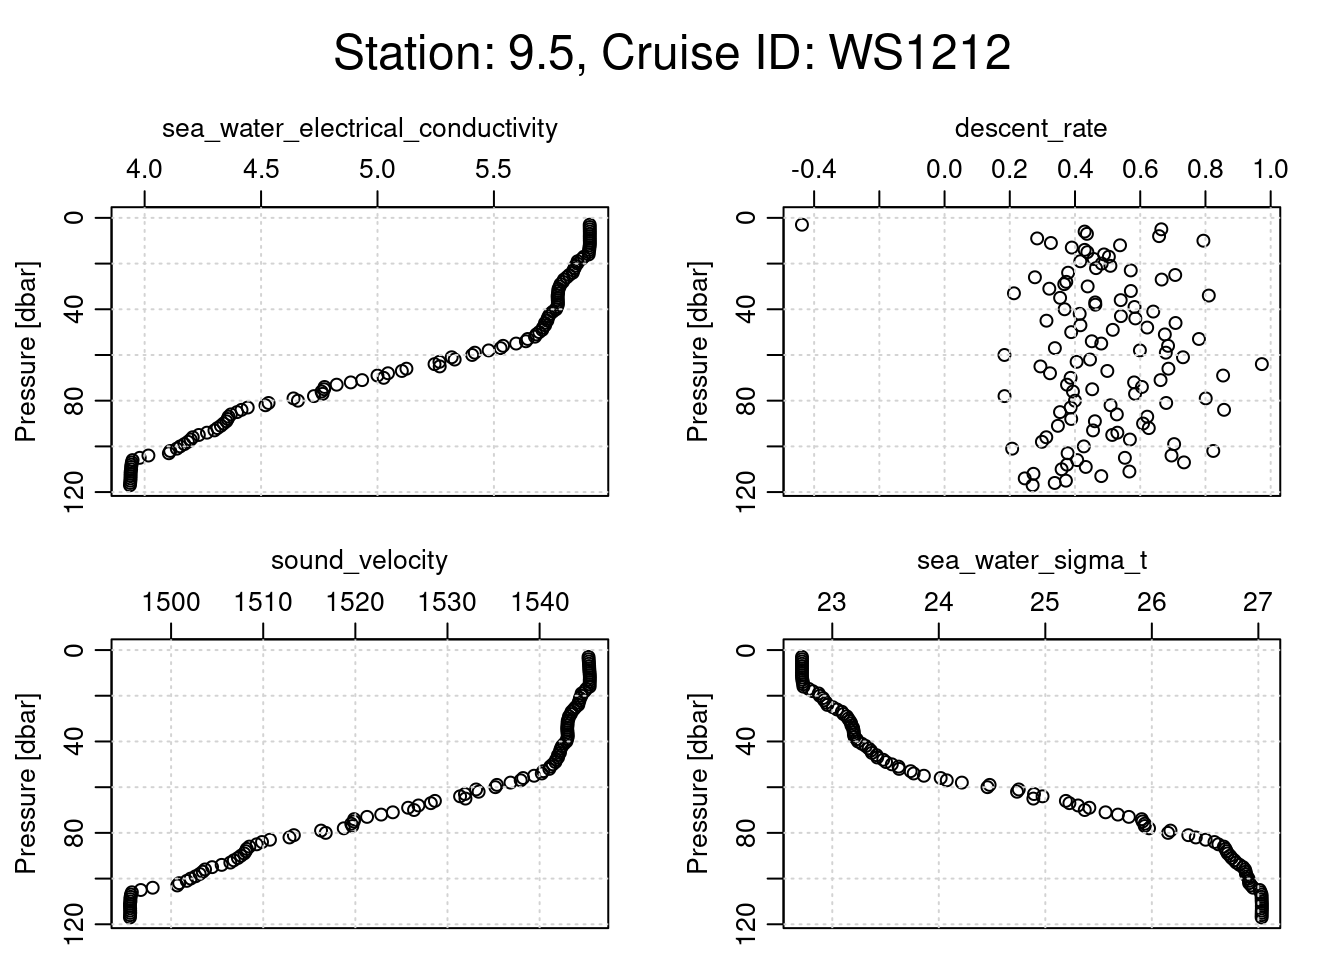 Station: 9.5, Cruise ID: WS1212
sea_water_electrical_conductivity
4.0 4.5 5.0 5.5
Pressure [dbar]
0
40
80
120
descent_rate
-0.4 0.0 0.2 0.4 0.6 0.8 1.0
Pressure [dbar]
0
40
80
120
sound_velocity
1500 1510 1520 1530 1540
Pressure [dbar]
0
40
80
120
sea_water_sigma_t
23 24 25 26 27
Pressure [dbar]
0
40
80
120